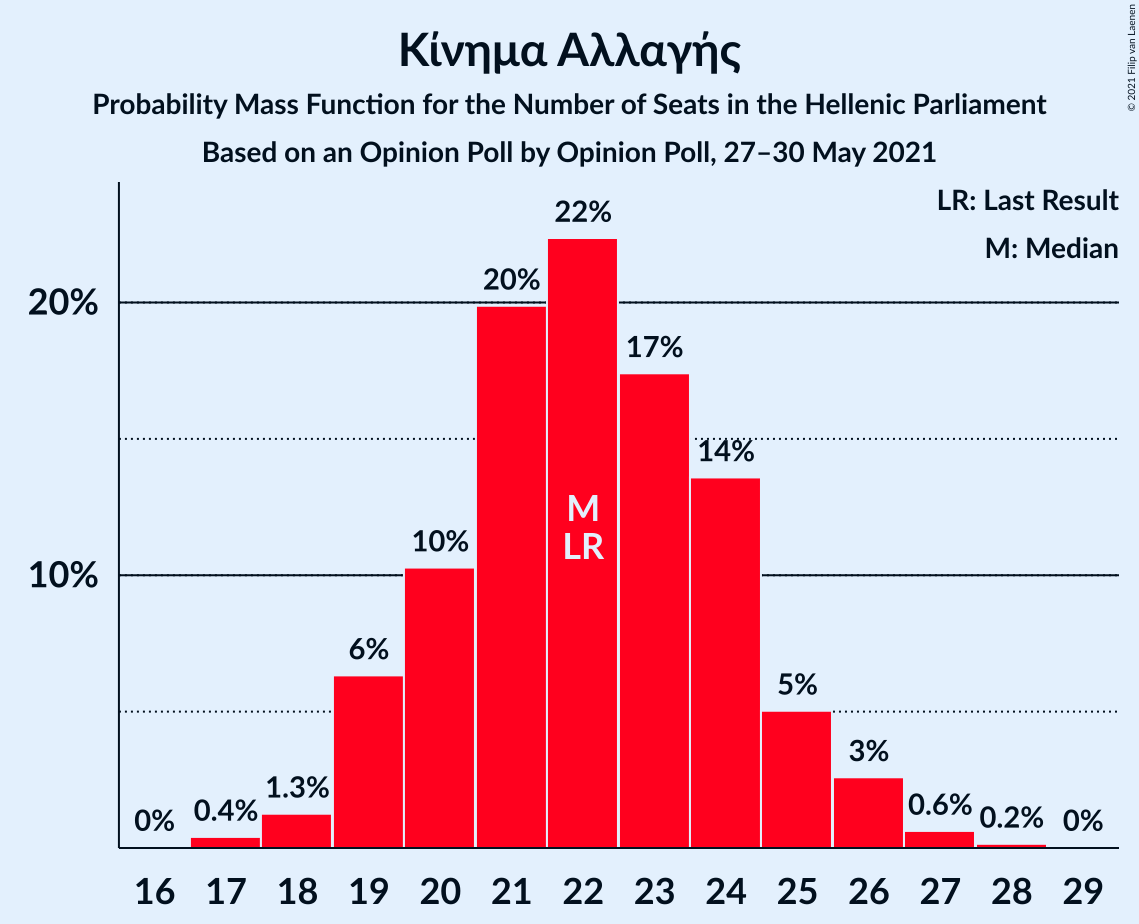 Κίνημα Αλλαγής
Probability Mass Function for the Number of Seats in the Hellenic Parliament
Based on an Opinion Poll by Opinion Poll, 27–30 May 2021
© 2021 Filip van Laenen
LR: Last Result
M: Median
20%
10%
0%
0.4%
1.3%
6%
10%
20%
22%
17%
14%
5%
3%
0.6%
0.2%
0%
M
LR
16 17 18 19 20 21 22 23 24 25 26 27 28 29